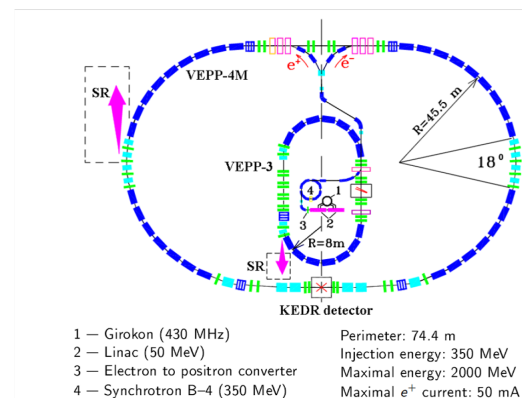 e⁺ e⁻
VEPP-4M
SR
R=45.5 m
VEPP-3
18⁰
4 1
3 2
R=8m
SR
KEDR detector
1 — Girokon (430 MHz)
2 — Linac (50 MeV)
3 — Electron to positron converter
4 — Synchrotron B–4 (350 MeV)
Perimeter: 74.4 m
Injection energy: 350 MeV
Maximal energy: 2000 MeV
Maximal e⁺ current: 50 mA